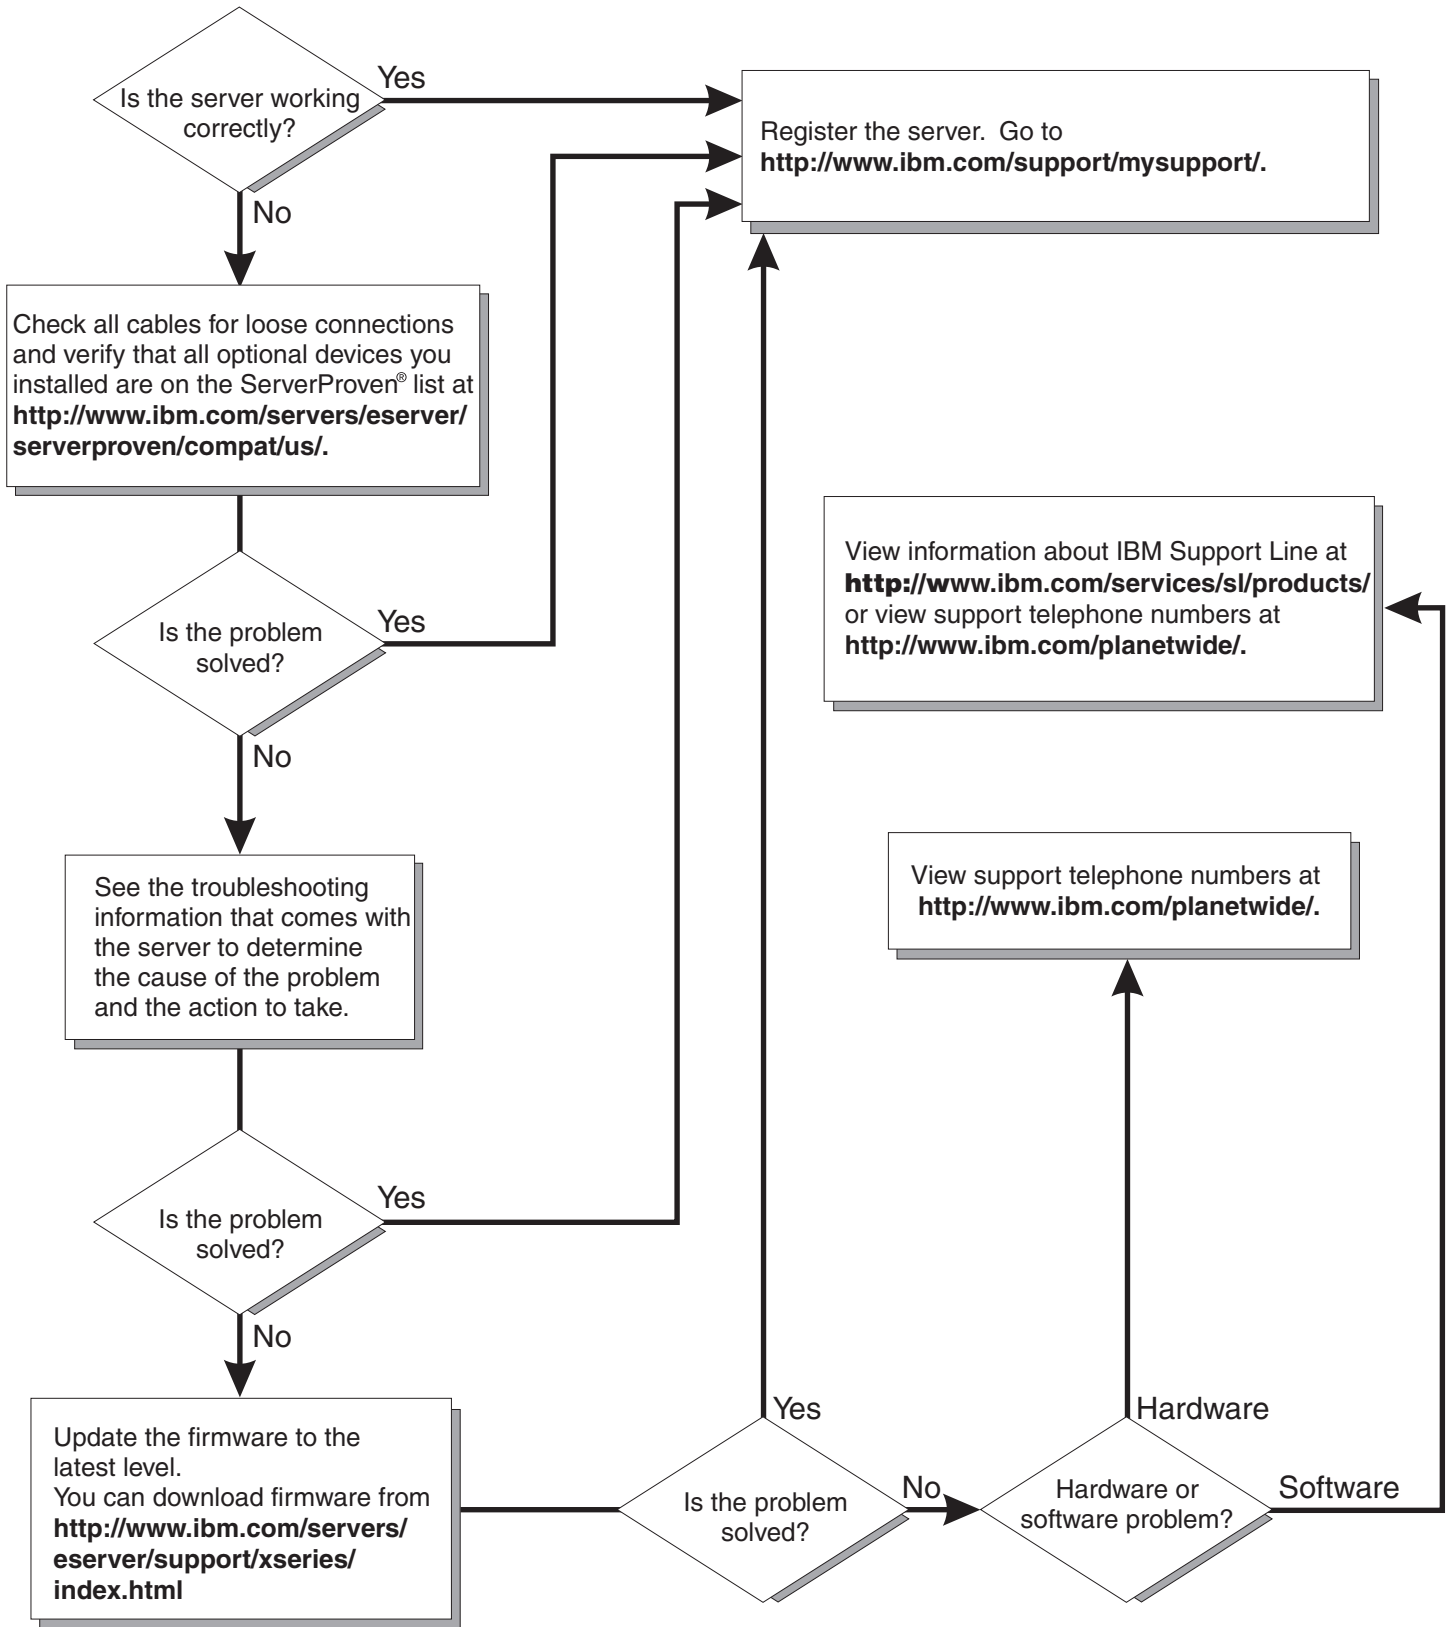 Is the server working
correctly?
Yes
No
Register the server.  Go to
http://www.ibm.com/support/mysupport/.
Check all cables for loose connections
and verify that all optional devices you
installed are on the ServerProven® list at
http://www.ibm.com/servers/eserver/
serverproven/compat/us/.
Is the problem
solved?
Yes
No
View information about IBM Support Line at
http://www.ibm.com/services/sl/products/
or view support telephone numbers at
http://www.ibm.com/planetwide/.
See the troubleshooting
information that comes with
the server to determine
the cause of the problem
and the action to take.
View support telephone numbers at
http://www.ibm.com/planetwide/.
Is the problem
solved?
Yes
No
Update the firmware to the
latest level.
You can download firmware from
http://www.ibm.com/servers/
eserver/support/xseries/
index.html
Is the problem
solved?
Yes
No
Hardware or
software problem?
Hardware
Software